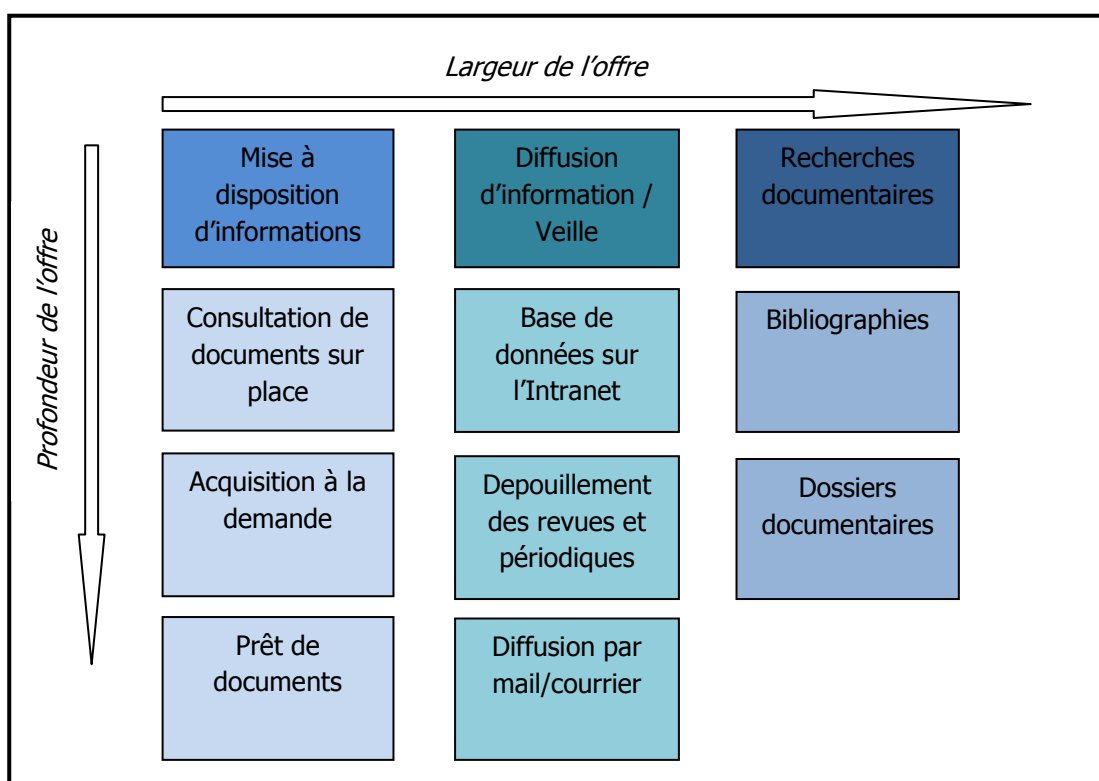 Largeur de l'offre
Profondeur de l'offre
Mise à
disposition
d'informations
Diffusion
d'information /
Veille
Recherches
documentaires
Consultation de
documents sur
place
Base de
données sur
l'Intranet
Bibliographies
Acquisition à la
demande
Depouillement
des revues et
périodiques
Dossiers
documentaires
Prêt de
documents
Diffusion par
mail/courrier